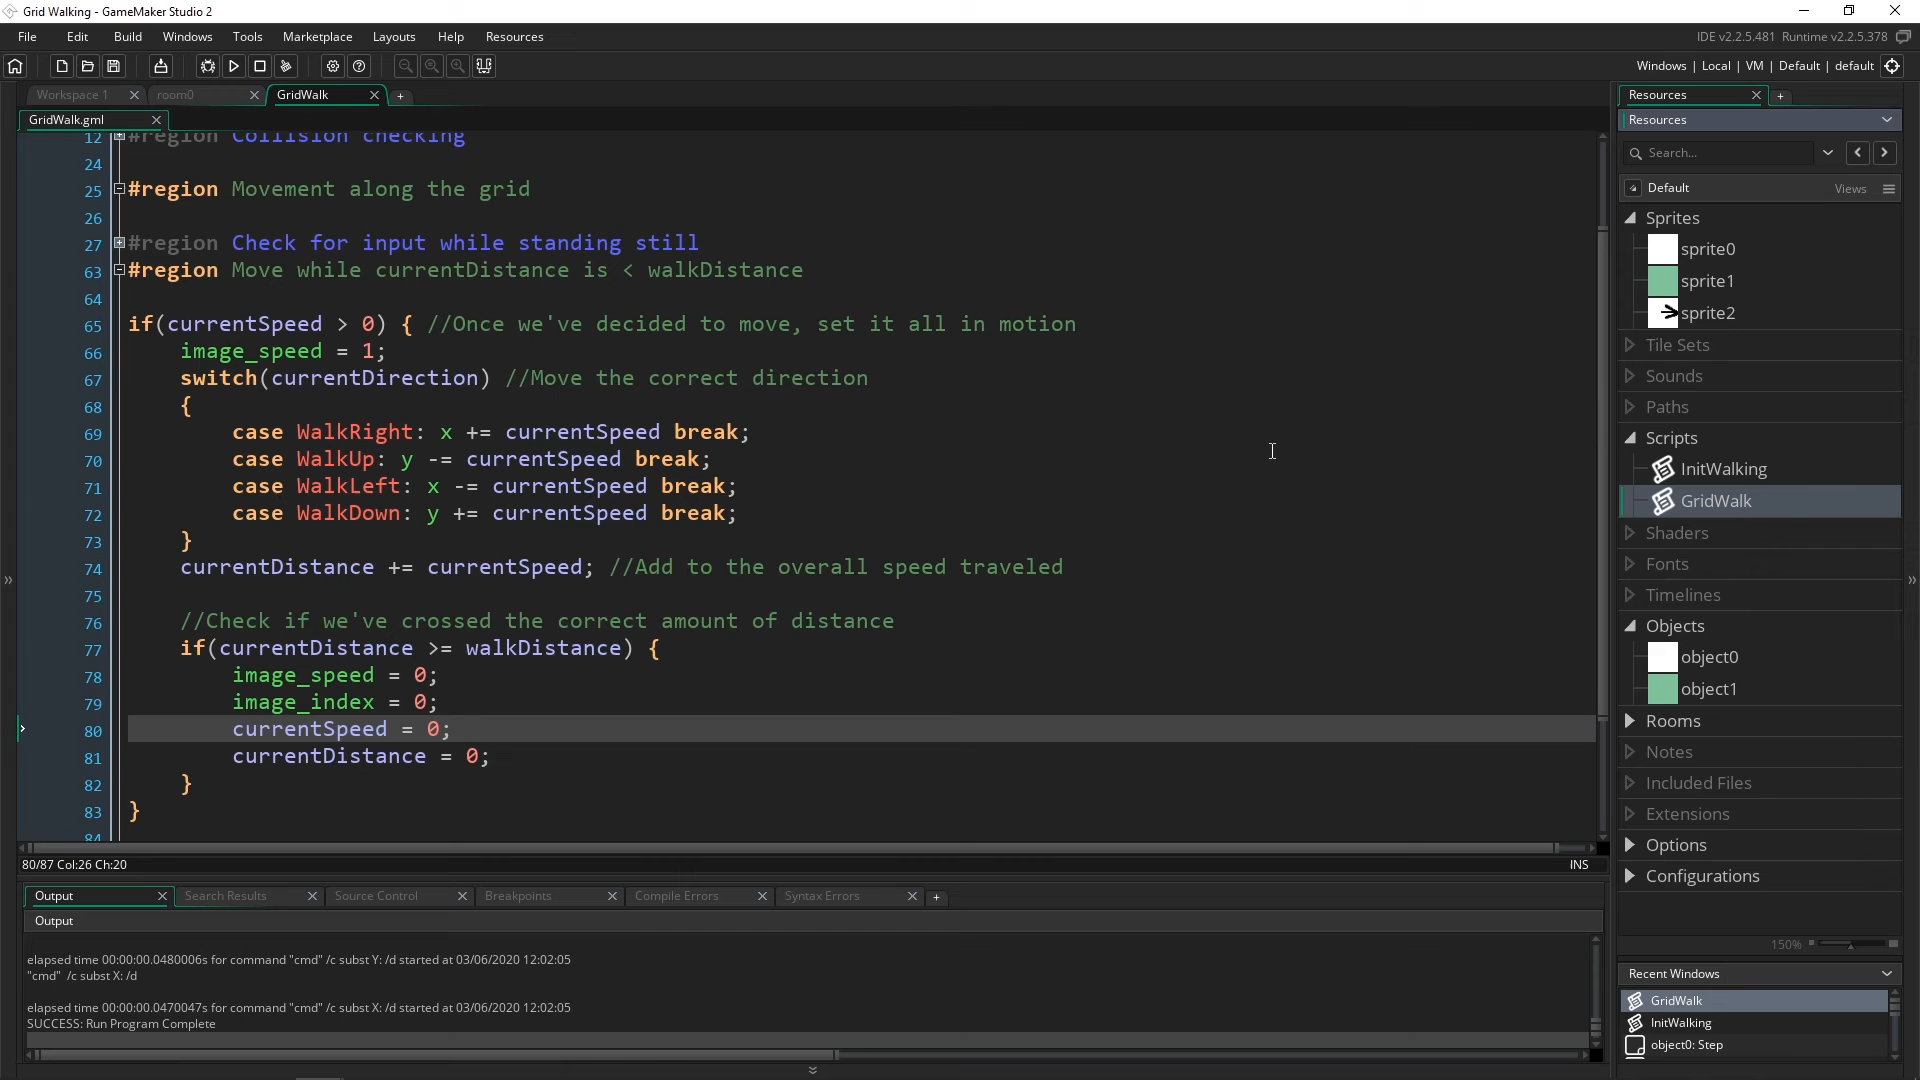 Grid Walking - GameMaker Studio 2
File Edit Build Windows Tools Marketplace Layouts Help Resources
IDE v2.2.5.481 Runtime v2.2.5.378
Windows | Local | VM | Default | default
Workspace 1 room0 GridWalk
GridWalk.gml
12 #region Collision checking
24
25 #region Movement along the grid
26
27 #region Check for input while standing still
63 #region Move while currentDistance is < walkDistance
64
65 if(currentSpeed > 0) { //Once we've decided to move, set it all in motion
66 image_speed = 1;
67 switch(currentDirection) //Move the correct direction
68 {
69 case WalkRight: x += currentSpeed break;
70 case WalkUp: y -= currentSpeed break;
71 case WalkLeft: x -= currentSpeed break;
72 case WalkDown: y += currentSpeed break;
73 }
74 currentDistance += currentSpeed; //Add to the overall speed traveled
75
76 //Check if we've crossed the correct amount of distance
77 if(currentDistance >= walkDistance) {
78 image_speed = 0;
79 image_index = 0;
80 currentSpeed = 0;
81 currentDistance = 0;
82 }
83 }
84
80/87 Col:26 Ch:20
INS
Output Search Results Source Control Breakpoints Compile Errors Syntax Errors
Output
elapsed time 00:00:00.0480006s for command "cmd" /c subst Y: /d started at 03/06/2020 12:02:05
"cmd" /c subst X: /d
elapsed time 00:00:00.0470047s for command "cmd" /c subst X: /d started at 03/06/2020 12:02:05
SUCCESS: Run Program Complete
Resources
Resources
Search...
Default Views
Sprites
sprite0
sprite1
sprite2
Tile Sets
Sounds
Paths
Scripts
InitWalking
GridWalk
Shaders
Fonts
Timelines
Objects
object0
object1
Rooms
Notes
Included Files
Extensions
Options
Configurations
150%
Recent Windows
GridWalk
InitWalking
object0: Step